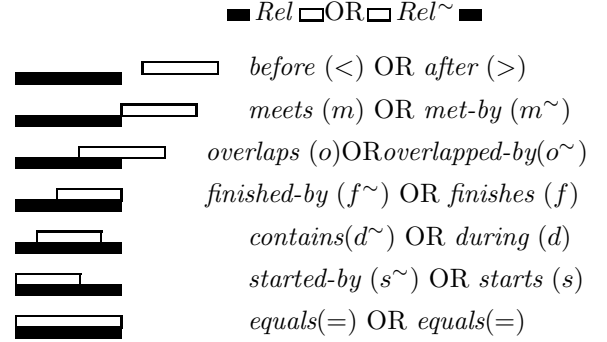 Rel OR Rel~
before (<) OR after (>)
meets (m) OR met-by (m~)
overlaps (o)ORoverlapped-by(o~)
finished-by (f~) OR finishes (f)
contains(d~) OR during (d)
started-by (s~) OR starts (s)
equals(=) OR equals(=)